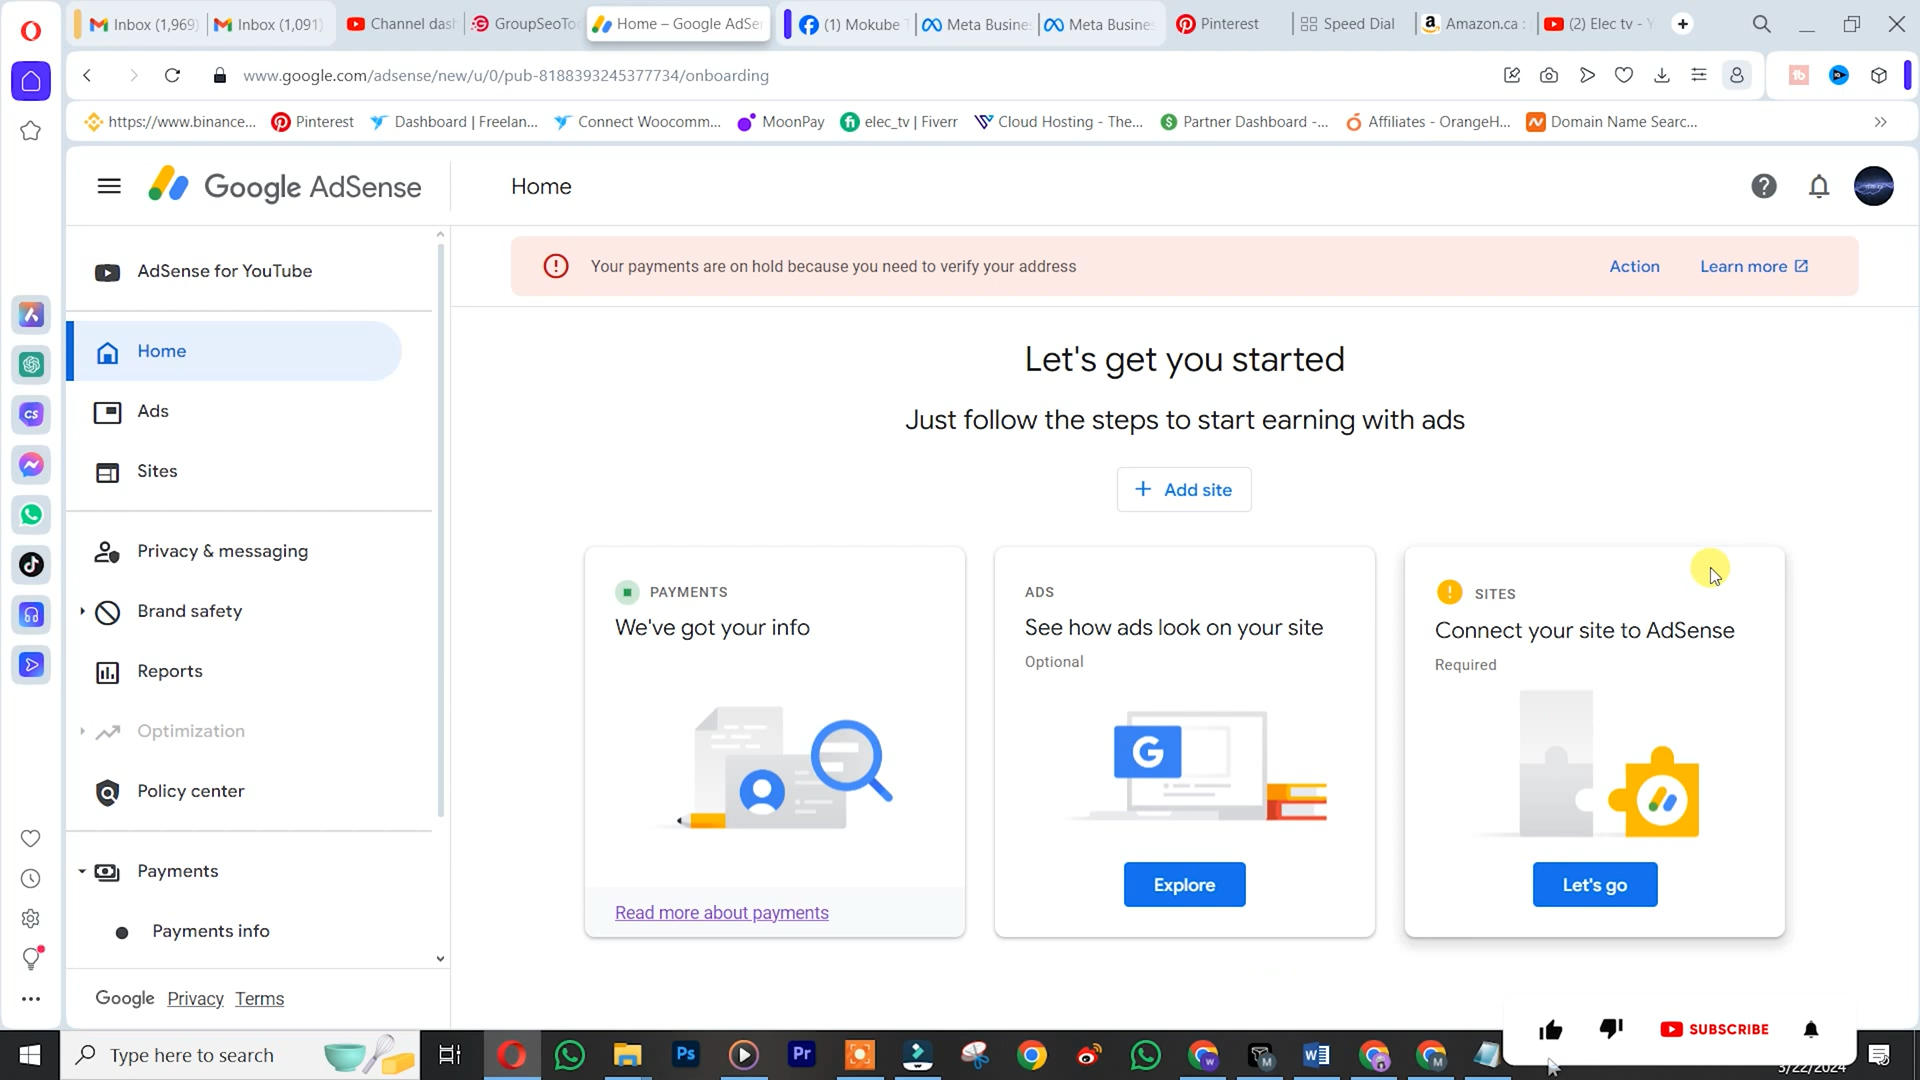 Inbox (1,969)
Inbox (1,091)
Channel das
GroupSeoToo
Home – Google AdSe
(1) Mokube T
Meta Busine
Meta Busine
Pinterest
Speed Dial
Amazon.ca :
(2) Elec tv - Y
www.google.com/adsense/new/u/0/pub-8188393245377734/onboarding
https://www.binance...
Pinterest
Dashboard | Freelan...
Connect Woocomm...
MoonPay
elec_tv | Fiverr
Cloud Hosting - The...
Partner Dashboard -...
Affiliates - OrangeH...
Domain Name Searc...
Google AdSense
Home
AdSense for YouTube
Home
Ads
Sites
Privacy & messaging
Brand safety
Reports
Optimization
Policy center
Payments
Payments info
Google Privacy Terms
Your payments are on hold because you need to verify your address
Action
Learn more
Let's get you started
Just follow the steps to start earning with ads
+ Add site
PAYMENTS
We've got your info
Read more about payments
ADS
See how ads look on your site
Optional
G
Explore
SITES
Connect your site to AdSense
Required
Let's go
SUBSCRIBE
Type here to search
Ps
Pr
3/22/2024